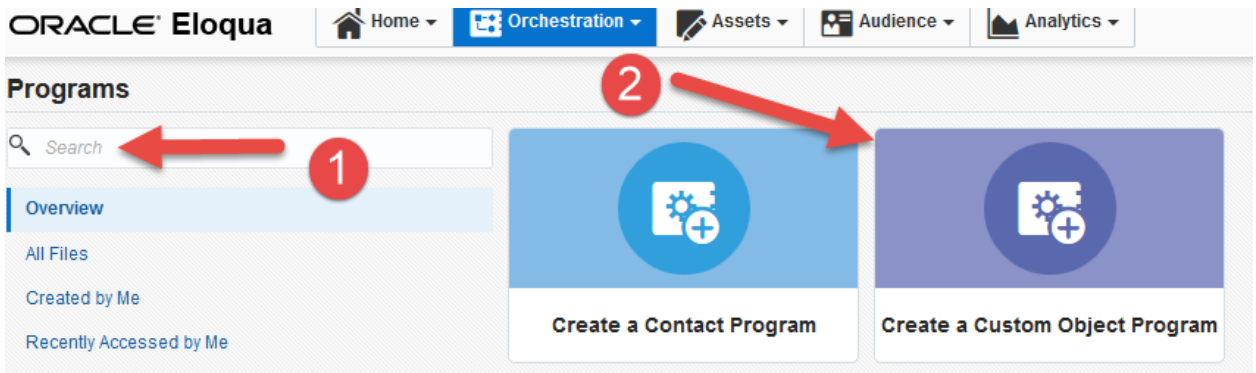 ORACLE Eloqua
Home
Orchestration
Assets
Audience
Analytics
Programs
2
Search
1
Overview
All Files
Created by Me
Recently Accessed by Me
Create a Contact Program
Create a Custom Object Program